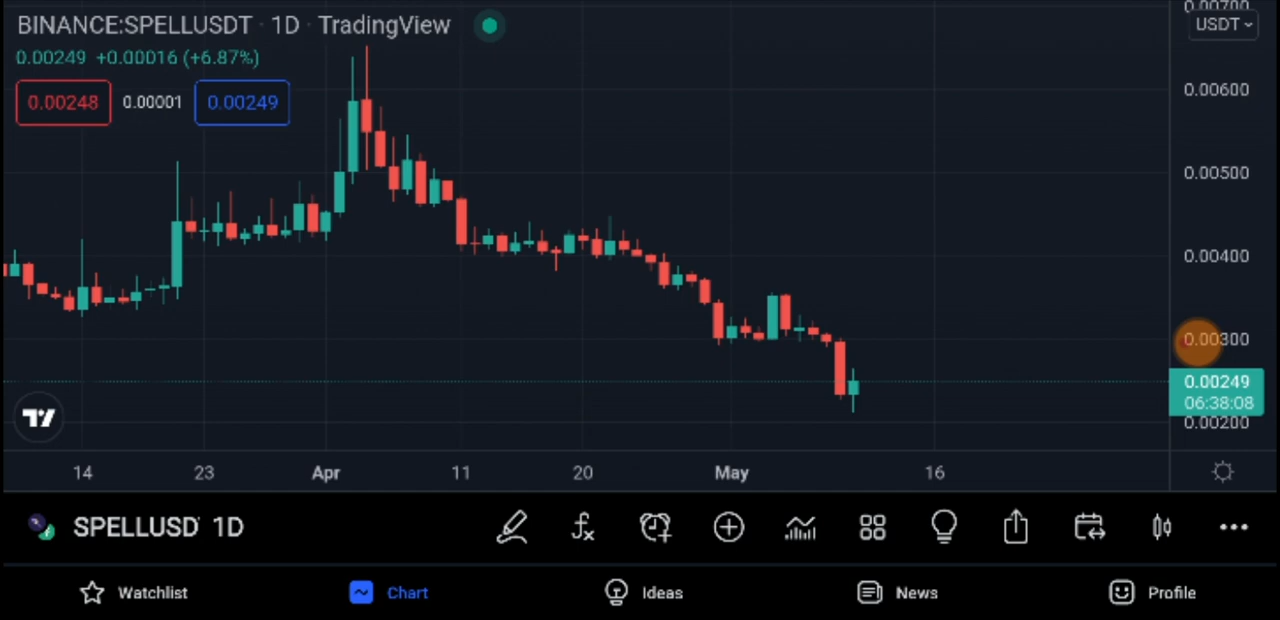 0.00700
BINANCE:SPELLUSDT · 1D · TradingView
USDT
0.00249 +0.00016 (+6.87%)
0.00248 0.00001 0.00249
0.00600
0.00500
0.00400
0.00300
0.00249
06:38:08
0.00200
14 23 Apr 11 20 May 16
SPELLUSD 1D
Watchlist Chart Ideas News Profile